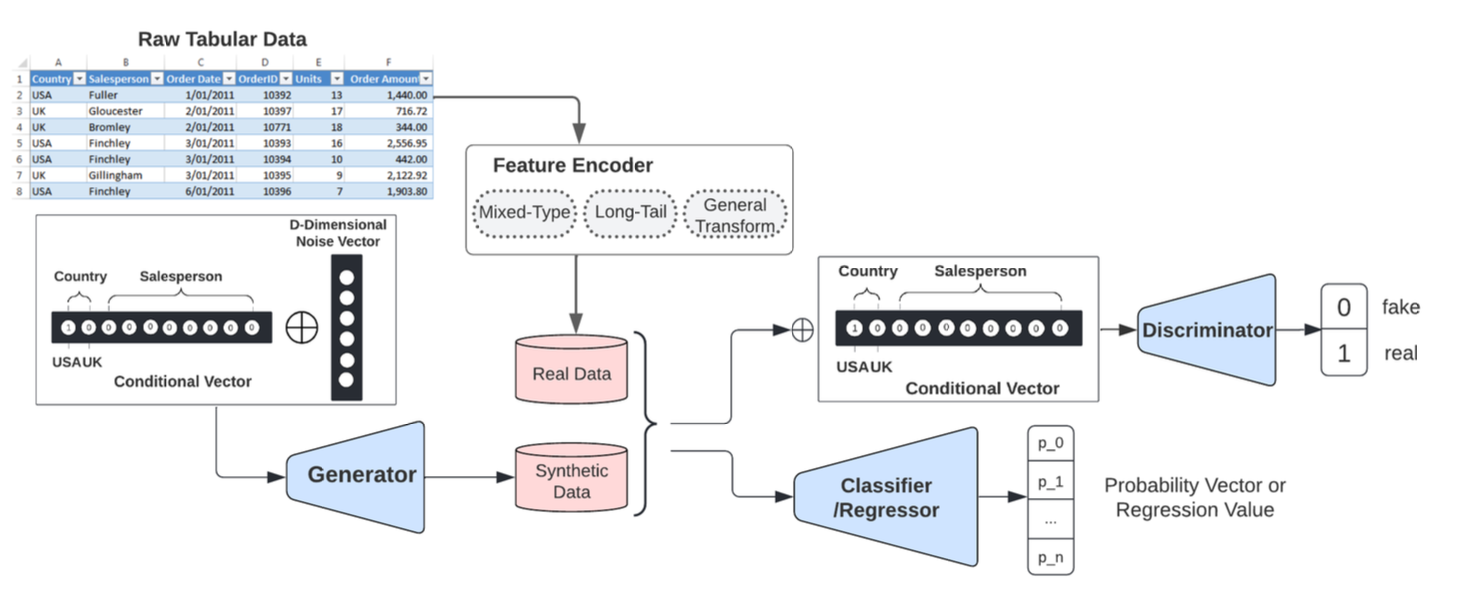 Raw Tabular Data
A B C D E F
1 Country Salesperson Order Date OrderID Units Order Amount
2 USA Fuller 1/01/2011 10392 13 1,440.00
3 UK Gloucester 2/01/2011 10397 17 716.72
4 UK Bromley 2/01/2011 10771 18 344.00
5 USA Finchley 3/01/2011 10393 16 2,556.95
6 USA Finchley 3/01/2011 10394 10 442.00
7 UK Gillingham 3/01/2011 10395 9 2,122.92
8 USA Finchley 6/01/2011 10396 7 1,903.80
Feature Encoder
Mixed-Type
Long-Tail
General
Transform
D-Dimensional
Noise Vector
Country Salesperson
1 0 0 0 0 0 0 0 0 0
USA UK
Conditional Vector
Generator
Real Data
Synthetic
Data
Country Salesperson
1 0 0 0 0 0 0 0 0 0
USA UK
Conditional Vector
Discriminator
0 fake
1 real
Classifier
/Regressor
p_0
p_1
...
p_n
Probability Vector or
Regression Value